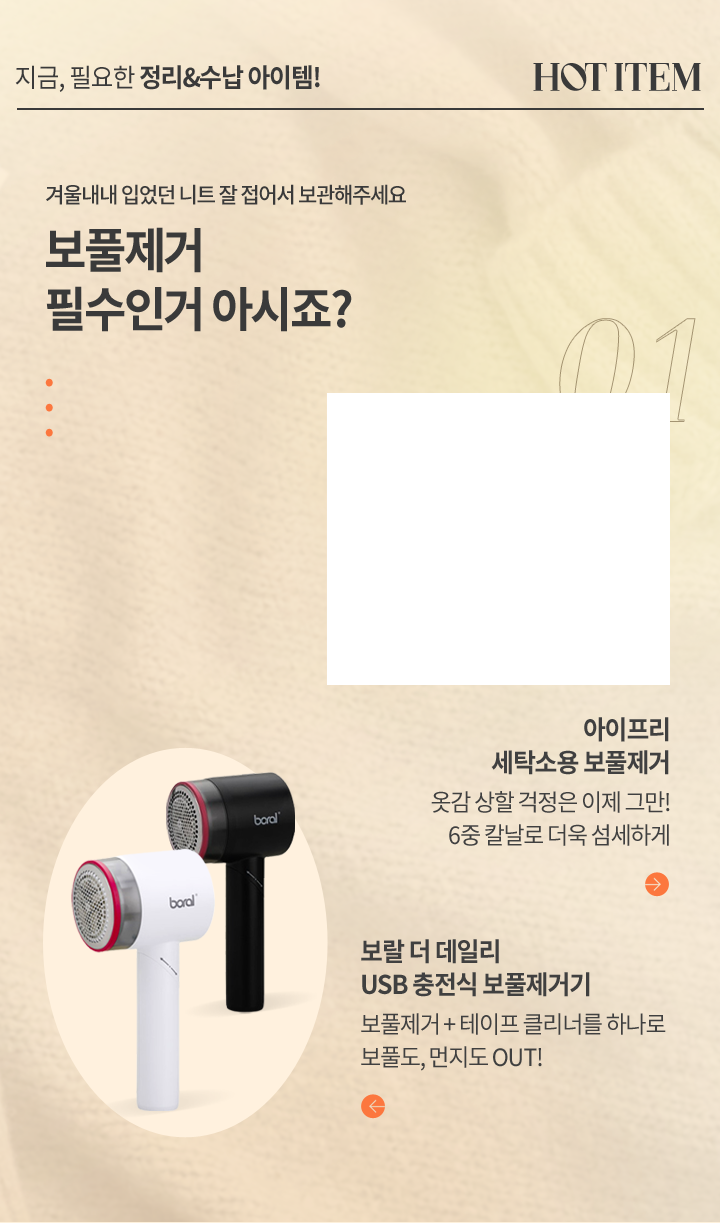 지금, 필요한 정리&수납 아이템!
HOT ITEM
겨울내내 입었던 니트 잘 접어서 보관해주세요
보풀제거
필수인거 아시죠?
01
아이프리
세탁소용 보풀제거
옷감 상할 걱정은 이제 그만!
6중 칼날로 더욱 섬세하게
boral
boral
보랄 더 데일리
USB 충전식 보풀제거기
보풀제거 + 테이프 클리너를 하나로
보풀도, 먼지도 OUT!